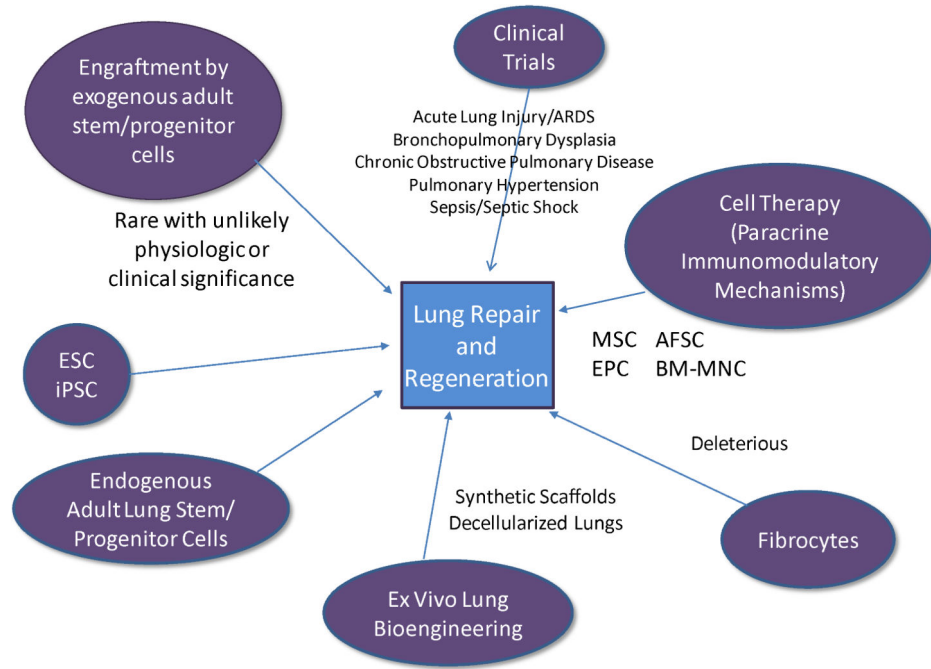 Engraftment by
exogenous adult
stem/progenitor
cells
Rare with unlikely
physiologic or
clinical significance
Clinical
Trials
Acute Lung Injury/ARDS
Bronchopulmonary Dysplasia
Chronic Obstructive Pulmonary Disease
Pulmonary Hypertension
Sepsis/Septic Shock
Cell Therapy
(Paracrine
Immunomodulatory
Mechanisms)
MSC AFSC
EPC BM-MNC
Lung Repair
and
Regeneration
ESC
iPSC
Endogenous
Adult Lung Stem/
Progenitor Cells
Synthetic Scaffolds
Decellularized Lungs
Ex Vivo Lung
Bioengineering
Deleterious
Fibrocytes